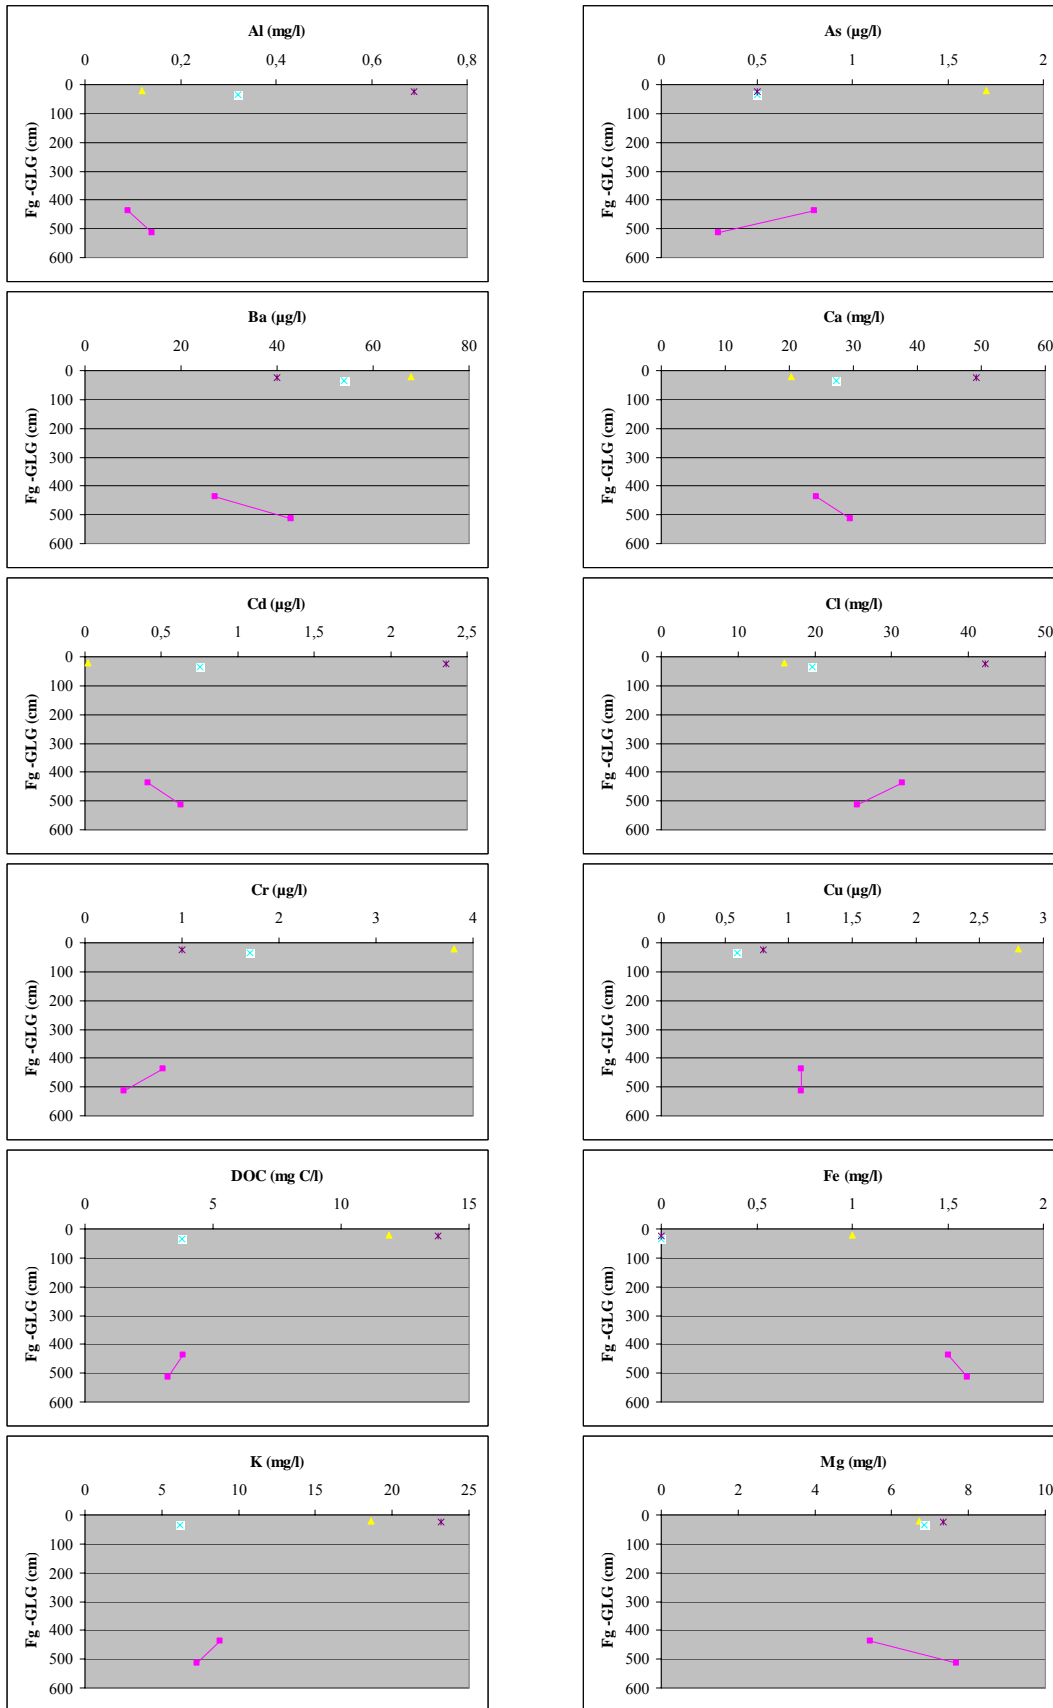 Al (mg/l)
0 0,2 0,4 0,6 0,8
0
100
200
300
400
500
600
Fg -GLG (cm)
As (µg/l)
0 0,5 1 1,5 2
0
100
200
300
400
500
600
Fg -GLG (cm)
Ba (µg/l)
0 20 40 60 80
0
100
200
300
400
500
600
Fg -GLG (cm)
Ca (mg/l)
0 10 20 30 40 50 60
0
100
200
300
400
500
600
Fg -GLG (cm)
Cd (µg/l)
0 0,5 1 1,5 2 2,5
0
100
200
300
400
500
600
Fg -GLG (cm)
Cl (mg/l)
0 10 20 30 40 50
0
100
200
300
400
500
600
Fg -GLG (cm)
Cr (µg/l)
0 1 2 3 4
0
100
200
300
400
500
600
Fg -GLG (cm)
Cu (µg/l)
0 0,5 1 1,5 2 2,5 3
0
100
200
300
400
500
600
Fg -GLG (cm)
DOC (mg C/l)
0 5 10 15
0
100
200
300
400
500
600
Fg -GLG (cm)
Fe (mg/l)
0 0,5 1 1,5 2
0
100
200
300
400
500
600
Fg -GLG (cm)
K (mg/l)
0 5 10 15 20 25
0
100
200
300
400
500
600
Fg -GLG (cm)
Mg (mg/l)
0 2 4 6 8 10
0
100
200
300
400
500
600
Fg -GLG (cm)